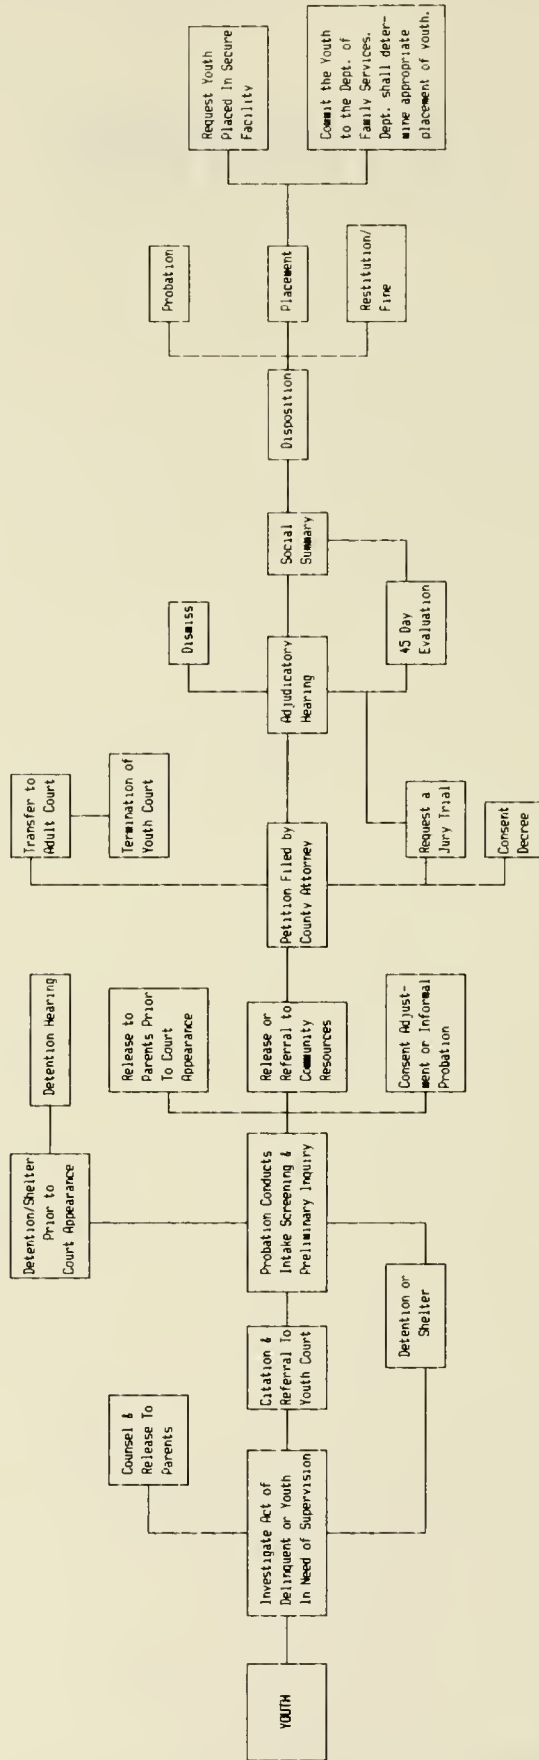 YOUTH
Investigate Act of
Delinquent or Youth
In Need of Supervision
Counsel &
Release To
Parents
Citation &
Referral To
Youth Court
Detention or
Shelter
Probation Conducts
Intake Screening &
Preliminary Inquiry
Detention/Shelter
Prior to
Court Appearance
Detention Hearing
Release to
Parents Prior
To Court
Appearance
Release or
Referral to
Community
Resources
Consent Adjust-
ment or Informal
Probation
Petition Filed by
County Attorney
Transfer to
Adult Court
Termination of
Youth Court
Request a
Jury Trial
Consent
Decree
Adjudicatory
Hearing
Dismiss
45 Day
Evaluation
Social
Summary
Disposition
Probation
Placement
Restitution/
Fine
Request Youth
Placed In Secure
Facility
Commit the Youth
to the Dept. of
Family Services.
Dept. shall deter-
mine appropriate
placement of youth.